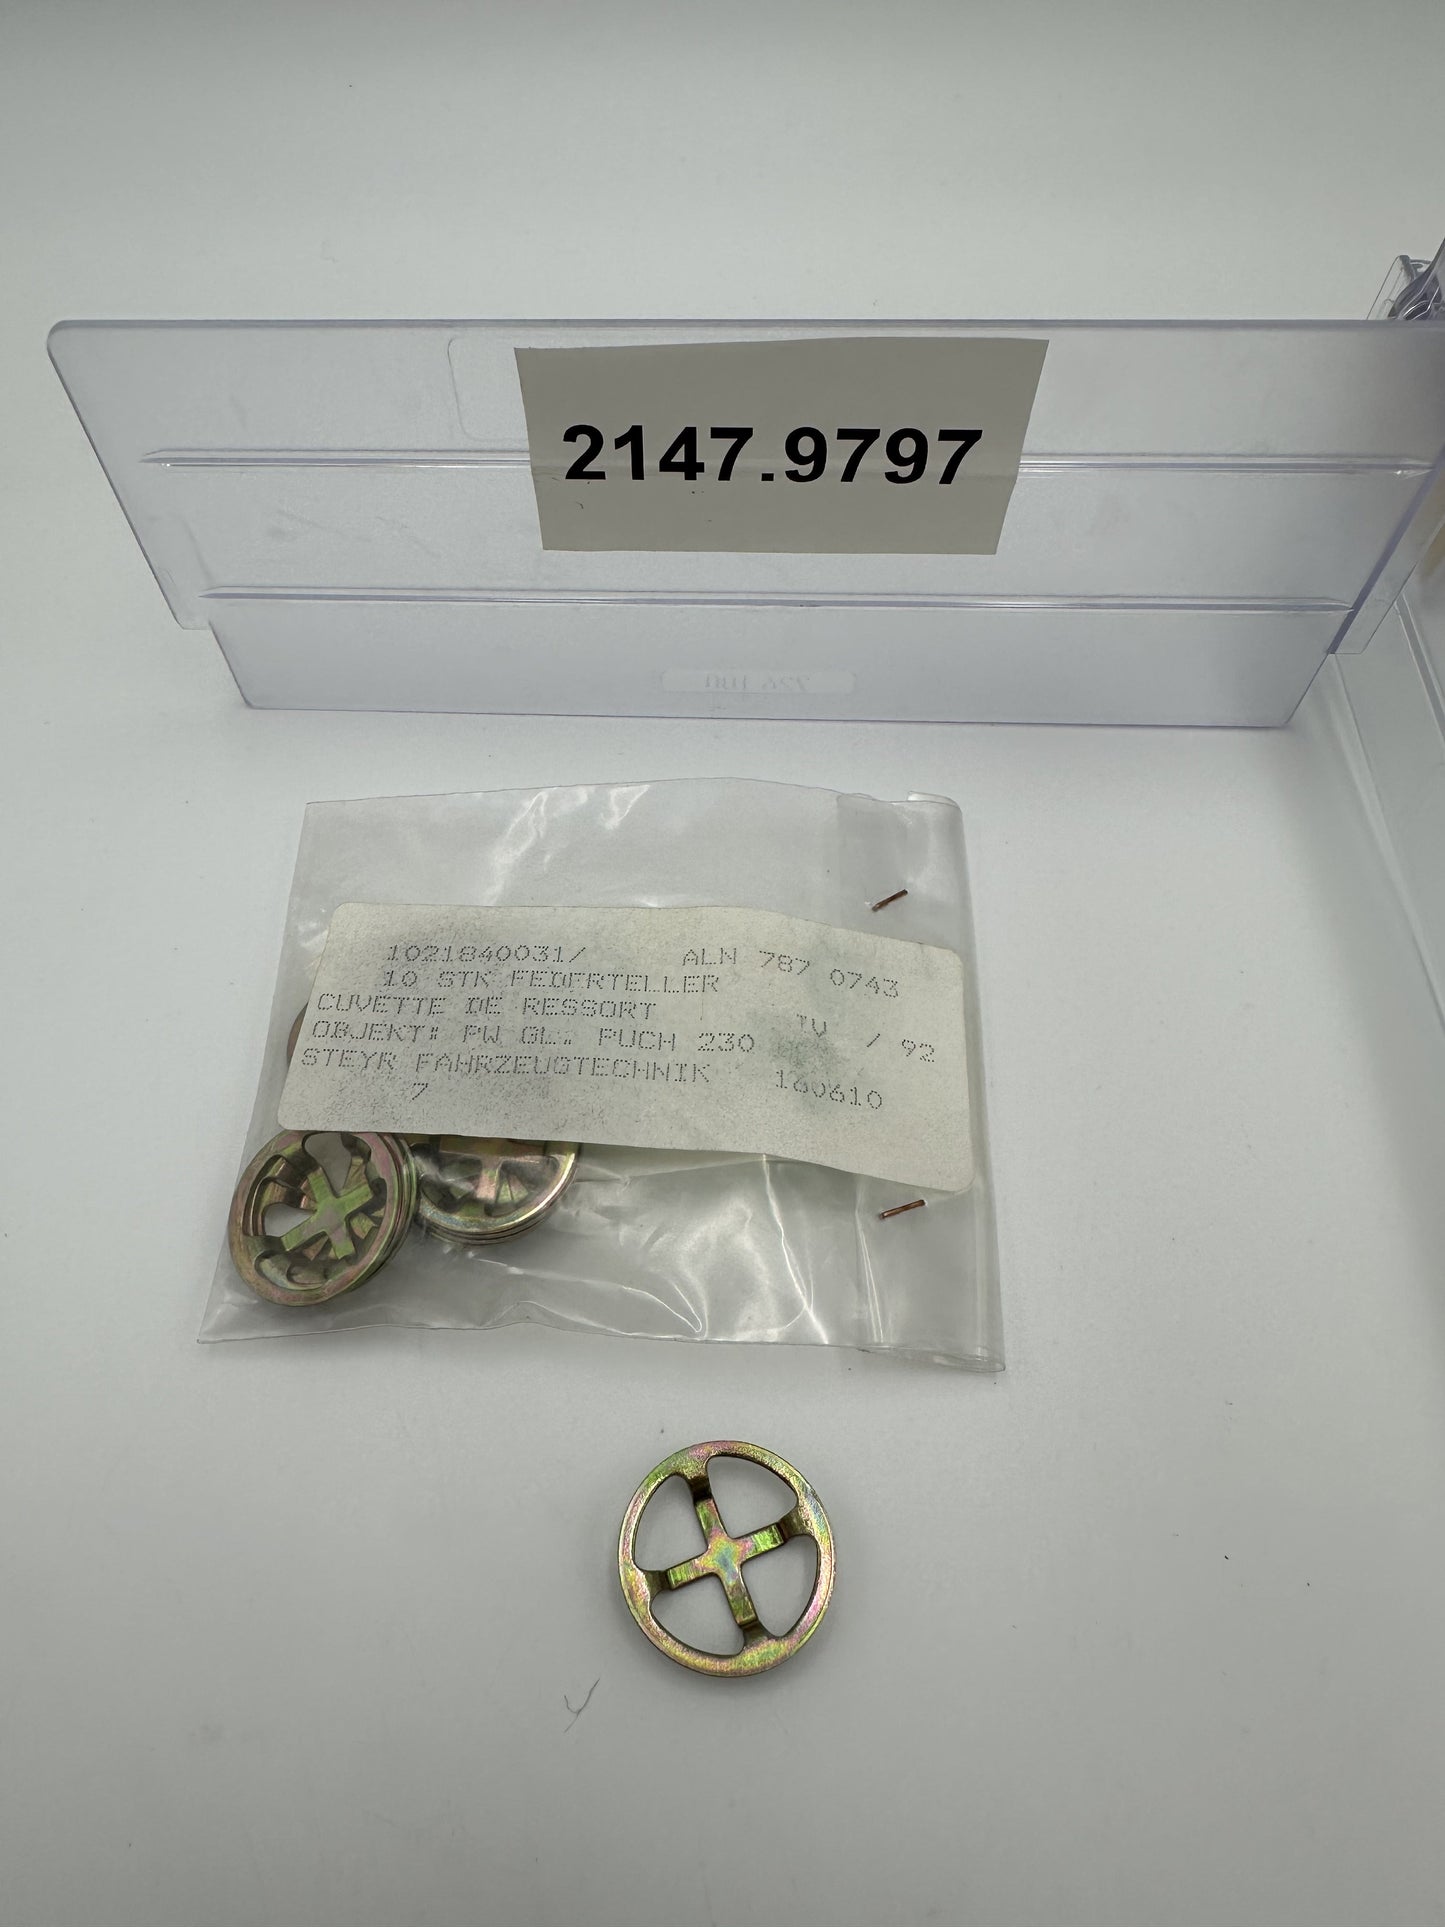 2147.9797
1021840031/ ALN 787 0743
10 STK FEDERTELLER
CUVETTE DE RESSORT IV / 92
OBJEKT: PW GL: PUCH 230
STEYR FAHRZEUGTECHNIK 160610
7